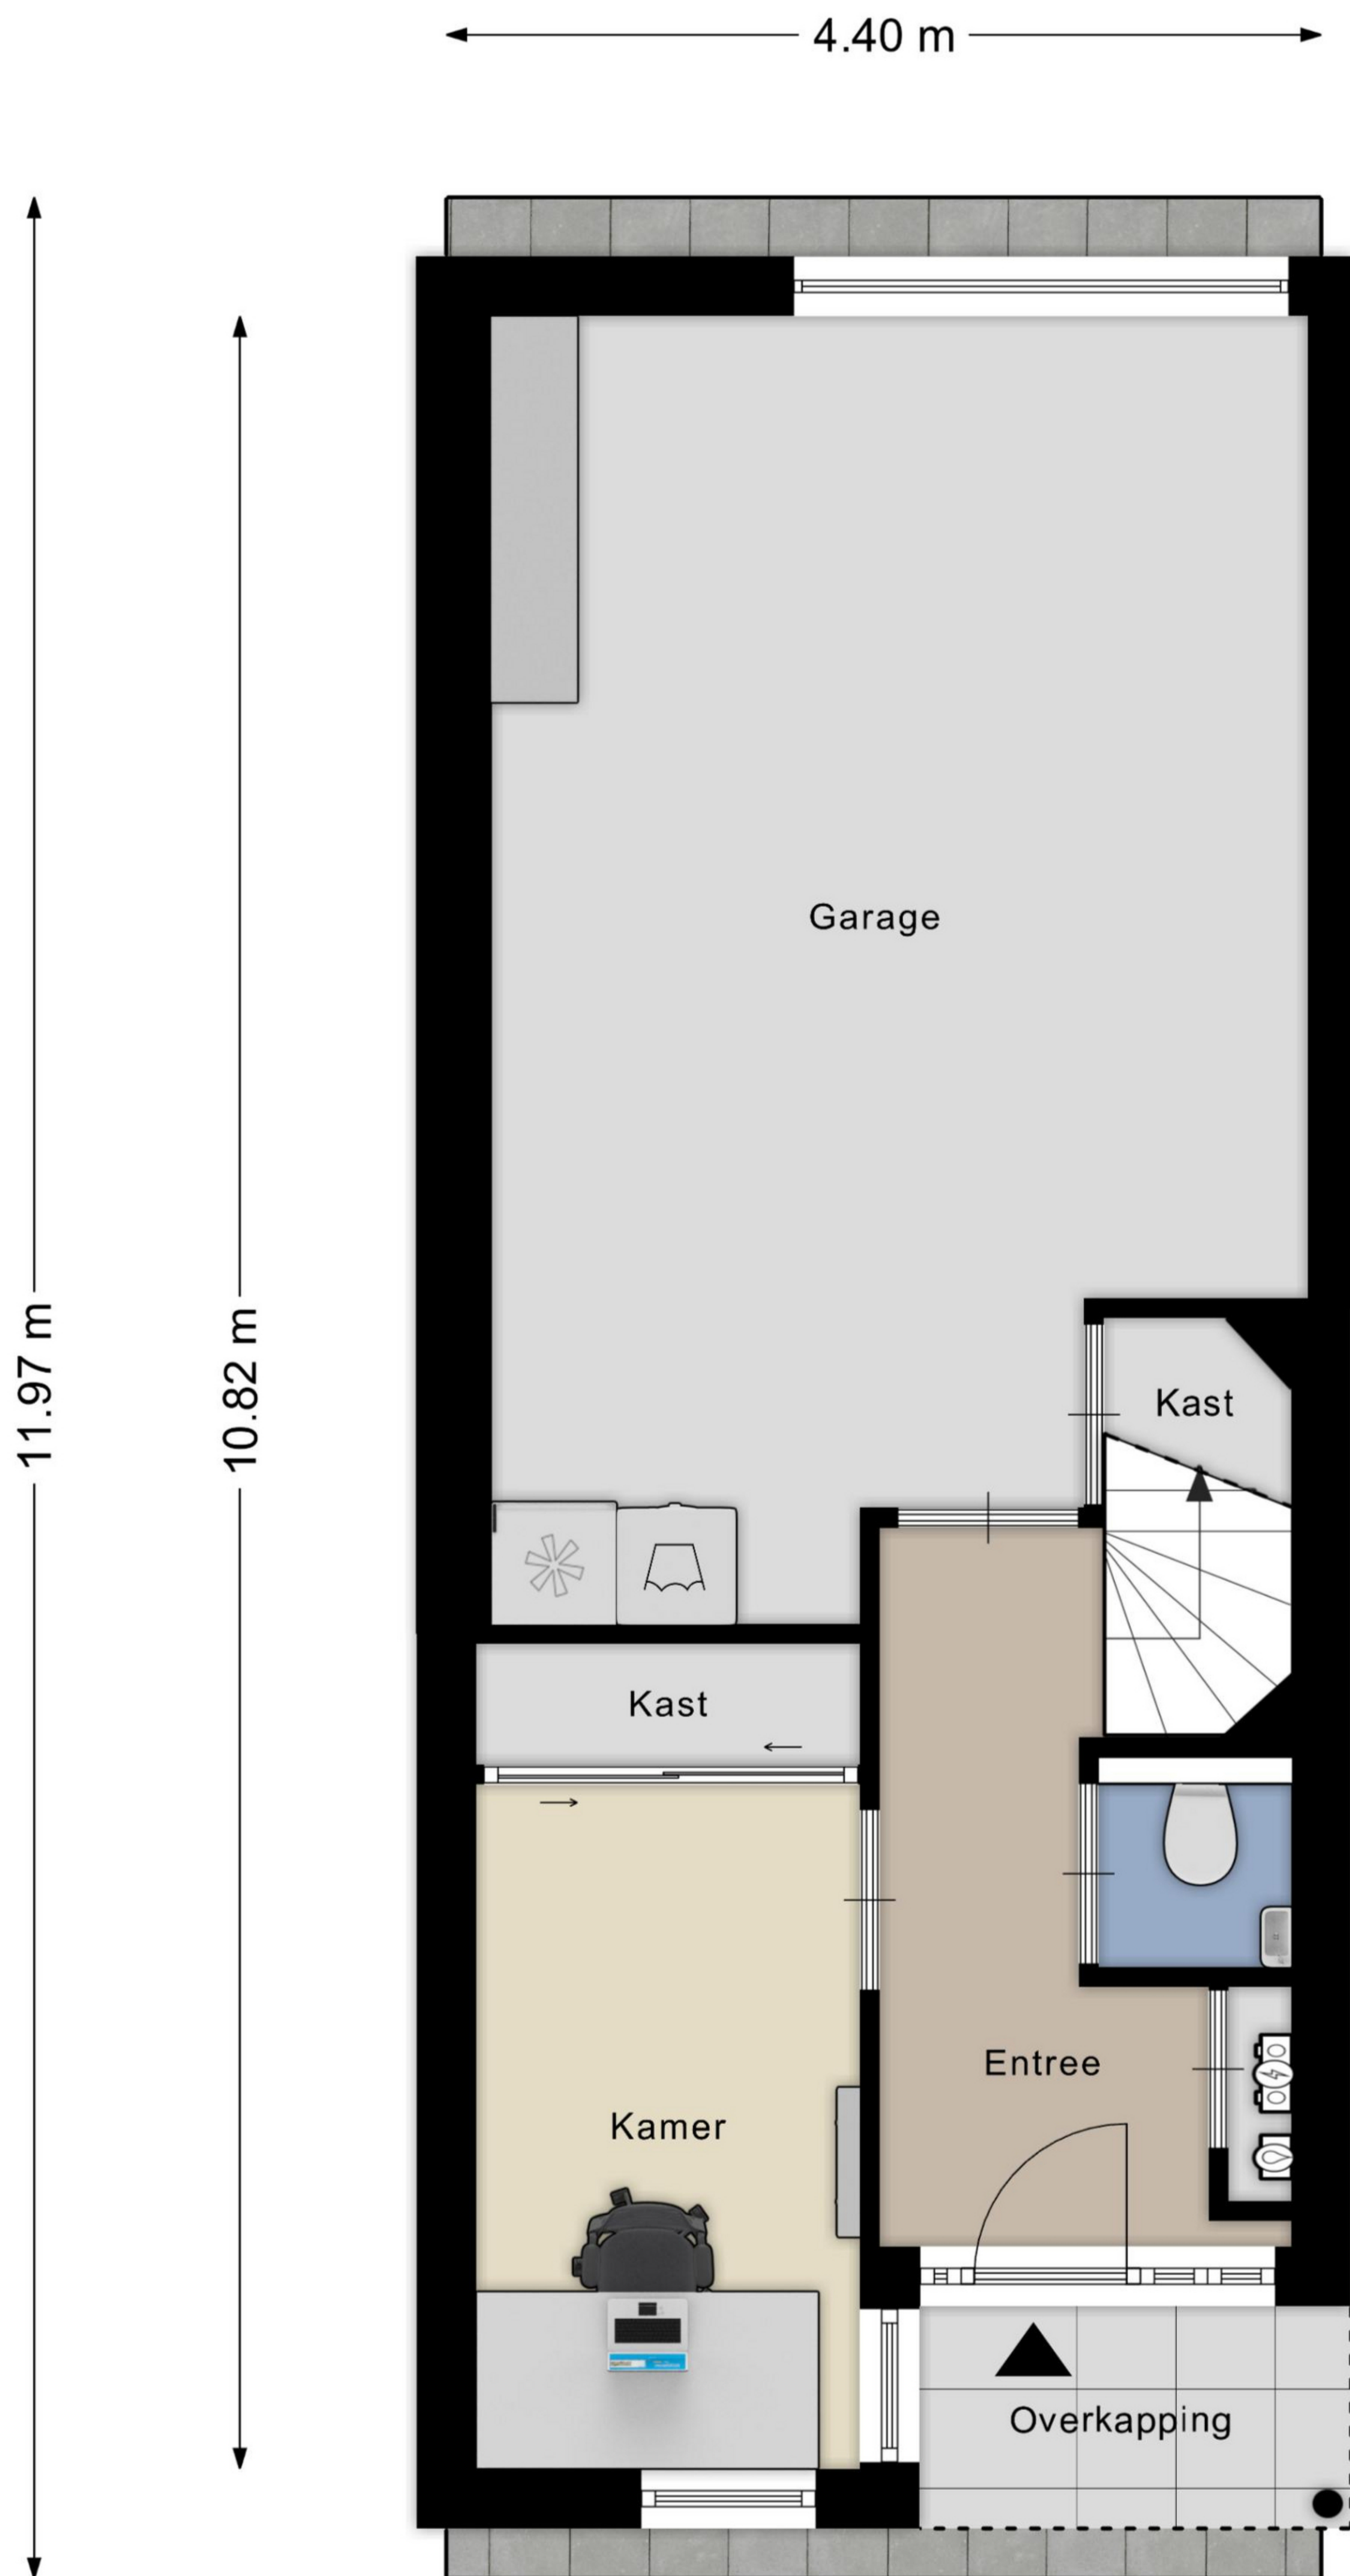 4.40 m
Garage
11.97 m
10.82 m
Kast
Kast
Entree
Kamer
Overkapping